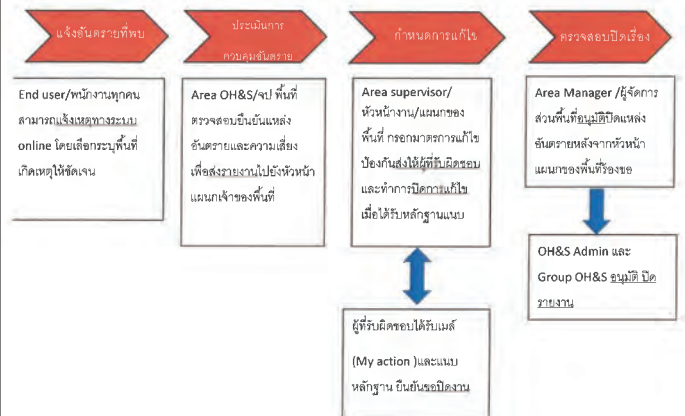 แจ้งอันตรายที่พบ
ประเมินการ
ควบคุมอันตราย
กำหนดการแก้ไข
ตรวจสอบปิดเรื่อง
End user/พนักงานทุกคน
สามารถแจ้งเหตุทางระบบ
online โดยเลือกระบุพื้นที่
เกิดเหตุให้ชัดเจน
Area OH&S/จป พื้นที่
ตรวจสอบยืนยันแหล่ง
อันตรายและความเสี่ยง
เพื่อส่งรายงานไปยังหัวหน้า
แผนกเจ้าของพื้นที่
Area supervisor/
หัวหน้างาน/แผนกของ
พื้นที่ กรอกมาตรการแก้ไข
ป้องกันส่งให้ผู้ที่รับผิดชอบ
และทำการปิดการแก้ไข
เมื่อได้รับหลักฐานแนบ
Area Manager /ผู้จัดการ
ส่วนพื้นที่อนุมัติปิดแหล่ง
อันตรายหลังจากหัวหน้า
แผนกของพื้นที่ร้องขอ
OH&S Admin และ
Group OH&S อนุมัติ ปิด
รายงาน
ผู้ที่รับผิดชอบได้รับเมล์
(My action )และแนบ
หลักฐาน ยืนยันขอปิดงาน